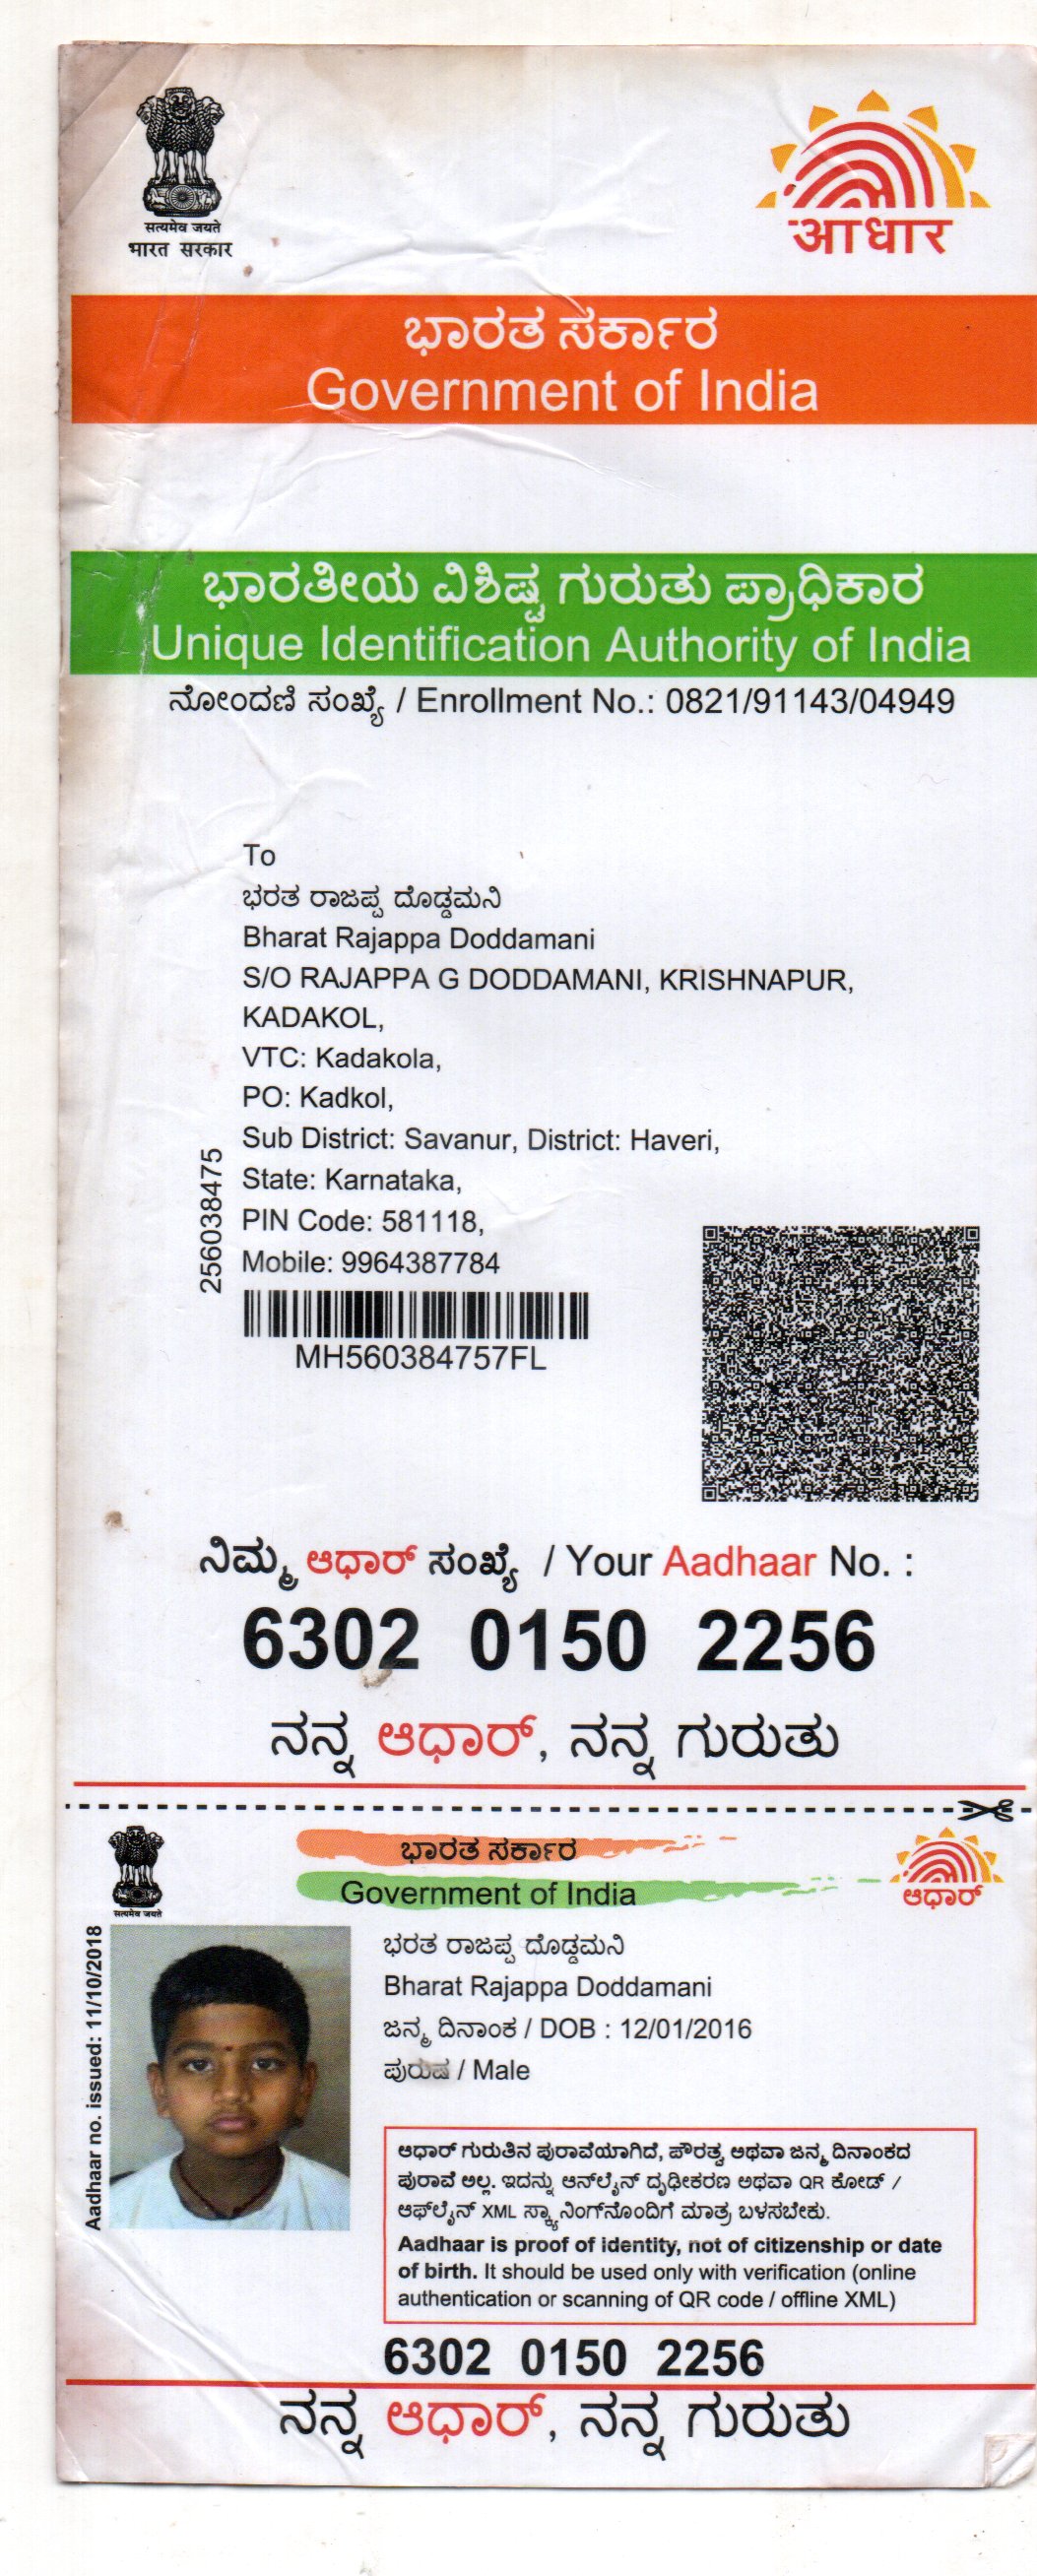 सत्यमेव जयते
भारत सरकार
आधार
ಭಾರತ ಸರ್ಕಾರ
Government of India
ಭಾರತೀಯ ವಿಶಿಷ್ಟ ಗುರುತು ಪ್ರಾಧಿಕಾರ
Unique Identification Authority of India
ನೋಂದಣಿ ಸಂಖ್ಯೆ / Enrollment No.: 0821/91143/04949
To
ಭರತ ರಾಜಪ್ಪ ದೊಡ್ಡಮನಿ
Bharat Rajappa Doddamani
S/O RAJAPPA G DODDAMANI, KRISHNAPUR,
KADAKOL,
VTC: Kadakola,
PO: Kadkol,
Sub District: Savanur, District: Haveri,
State: Karnataka,
PIN Code: 581118,
Mobile: 9964387784
256038475
MH560384757FL
ನಿಮ್ಮ ಆಧಾರ್ ಸಂಖ್ಯೆ / Your Aadhaar No. :
6302 0150 2256
ನನ್ನ ಆಧಾರ್, ನನ್ನ ಗುರುತು
सत्यमेव जयते
ಭಾರತ ಸರ್ಕಾರ
Government of India
ಆಧಾರ್
Aadhaar no. issued: 11/10/2018
ಭರತ ರಾಜಪ್ಪ ದೊಡ್ಡಮನಿ
Bharat Rajappa Doddamani
ಜನ್ಮ ದಿನಾಂಕ / DOB : 12/01/2016
ಪುರುಷ / Male
ಆಧಾರ್ ಗುರುತಿನ ಪುರಾವೆಯಾಗಿದೆ, ಪೌರತ್ವ ಅಥವಾ ಜನ್ಮ ದಿನಾಂಕದ
ಪುರಾವೆ ಅಲ್ಲ. ಇದನ್ನು ಆನ್‌ಲೈನ್ ದೃಢೀಕರಣ ಅಥವಾ QR ಕೋಡ್ /
ಆಫ್‌ಲೈನ್ XML ಸ್ಕ್ಯಾನಿಂಗ್‌ನೊಂದಿಗೆ ಮಾತ್ರ ಬಳಸಬೇಕು.
Aadhaar is proof of identity, not of citizenship or date
of birth. It should be used only with verification (online
authentication or scanning of QR code / offline XML)
6302 0150 2256
ನನ್ನ ಆಧಾರ್, ನನ್ನ ಗುರುತು